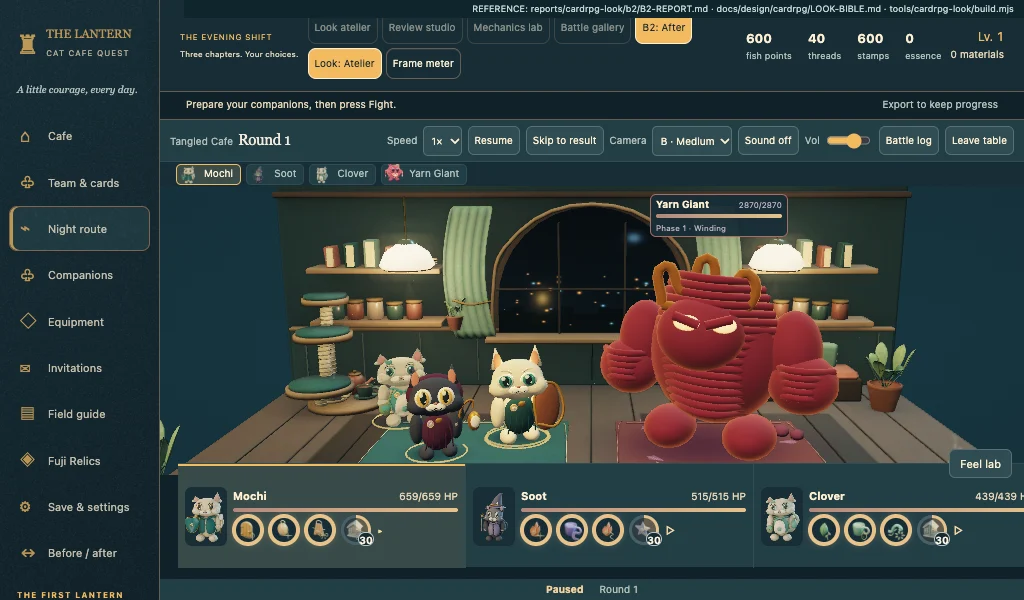 REFERENCE: reports/cardrpg-look/b2/B2-REPORT.md · docs/design/cardrpg/LOOK-BIBLE.md · tools/cardrpg-look/build.mjs
THE LANTERN
CAT CAFE QUEST
A little courage, every day.
Cafe
Team & cards
Night route
Companions
Equipment
Invitations
Field guide
Fuji Relics
Save & settings
Before / after
THE FIRST LANTERN
THE EVENING SHIFT
Three chapters. Your choices.
Look atelier
Review studio
Mechanics lab
Battle gallery
B2: After
Look: Atelier
Frame meter
600
fish points
40
threads
600
stamps
0
essence
Lv. 1
0 materials
Prepare your companions, then press Fight.
Export to keep progress
Tangled Cafe Round 1
Speed
1x
Resume
Skip to result
Camera
B · Medium
Sound off
Vol
Battle log
Leave table
Mochi
Soot
Clover
Yarn Giant
Yarn Giant 2870/2870
Phase 1 · Winding
Feel lab
Mochi 659/659 HP
30
Soot 515/515 HP
30
Clover 439/439 H
30
Paused Round 1